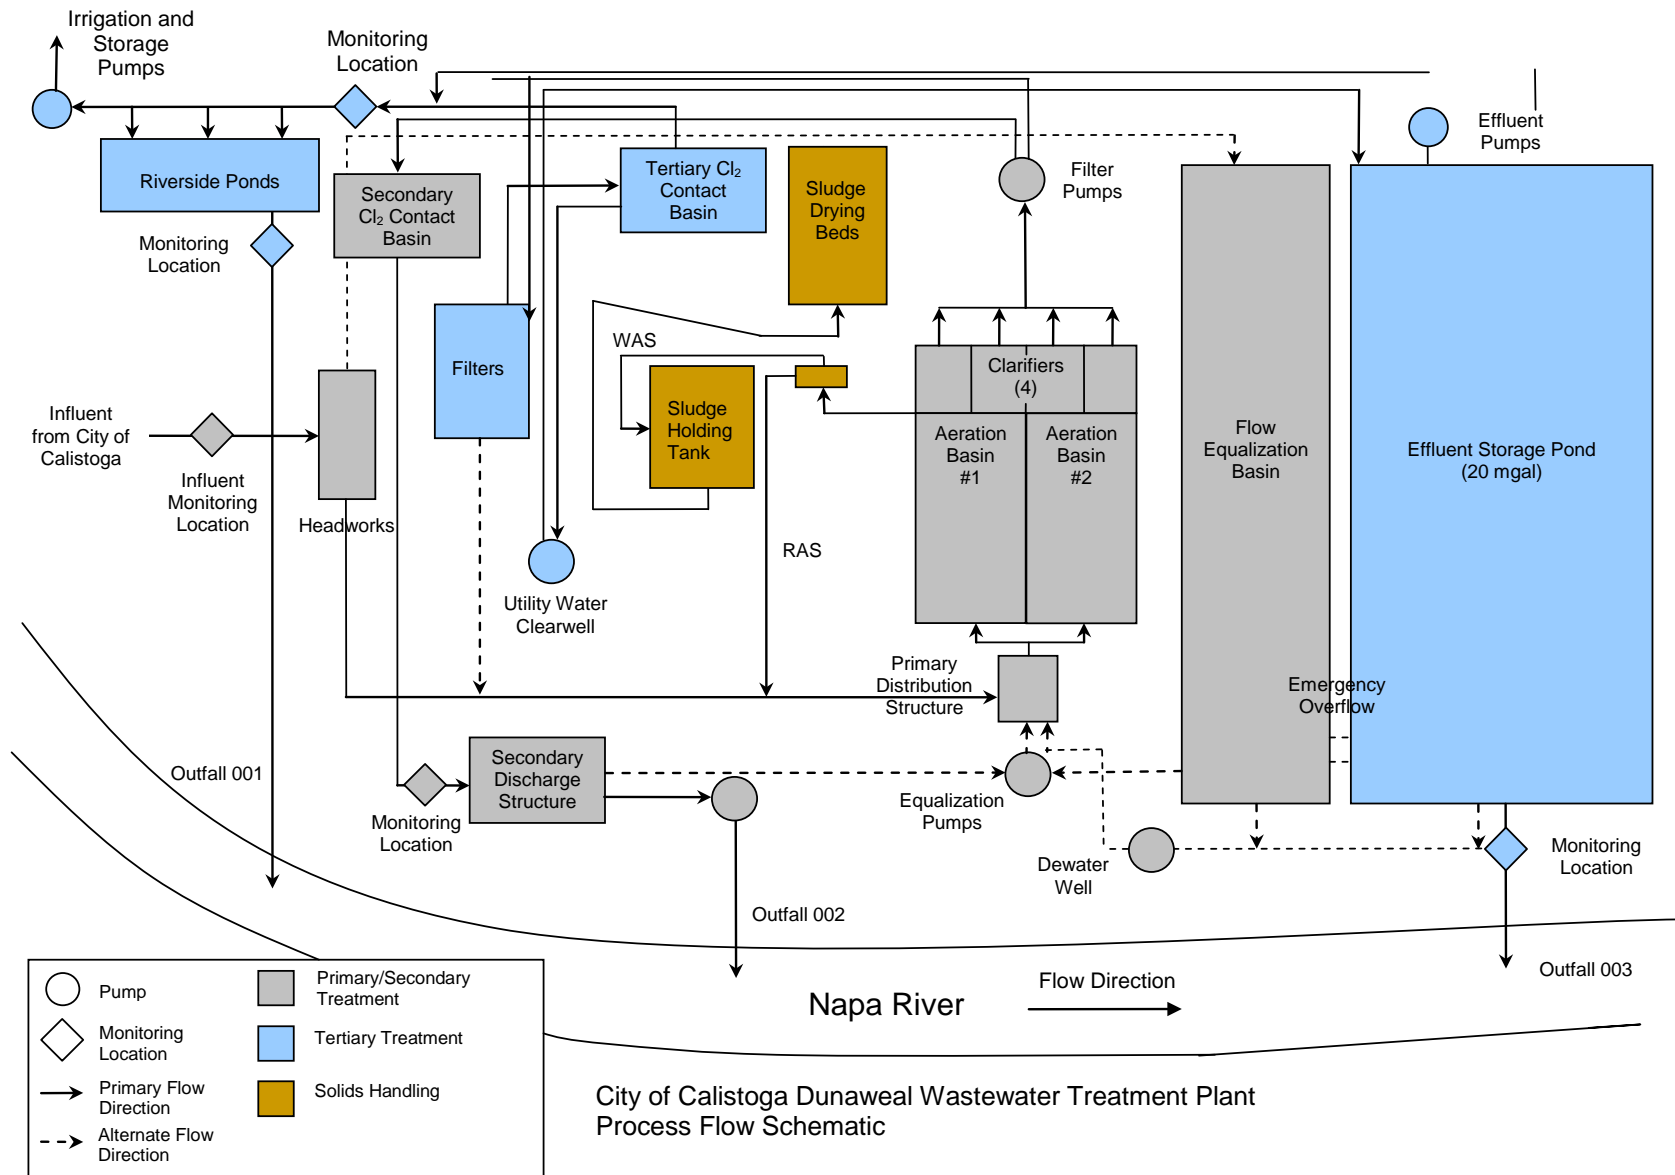 Irrigation and
Storage
Pumps
Monitoring
Location
Effluent
Pumps
Riverside Ponds
Secondary
Cl₂ Contact
Basin
Tertiary Cl₂
Contact
Basin
Sludge
Drying
Beds
Filter
Pumps
Monitoring
Location
WAS
Filters
Clarifiers
(4)
Influent
from City of
Calistoga
Sludge
Holding
Tank
Aeration
Basin
#1
Aeration
Basin
#2
Flow
Equalization
Basin
Effluent Storage Pond
(20 mgal)
Influent
Monitoring
Location
Headworks
RAS
Utility Water
Clearwell
Primary
Distribution
Structure
Emergency
Overflow
Outfall 001
Secondary
Discharge
Structure
Monitoring
Location
Equalization
Pumps
Dewater
Well
Monitoring
Location
Outfall 002
Outfall 003
Napa River
Flow Direction
Pump
Primary/Secondary
Treatment
Monitoring
Location
Tertiary Treatment
Primary Flow
Direction
Solids Handling
Alternate Flow
Direction
City of Calistoga Dunaweal Wastewater Treatment Plant
Process Flow Schematic